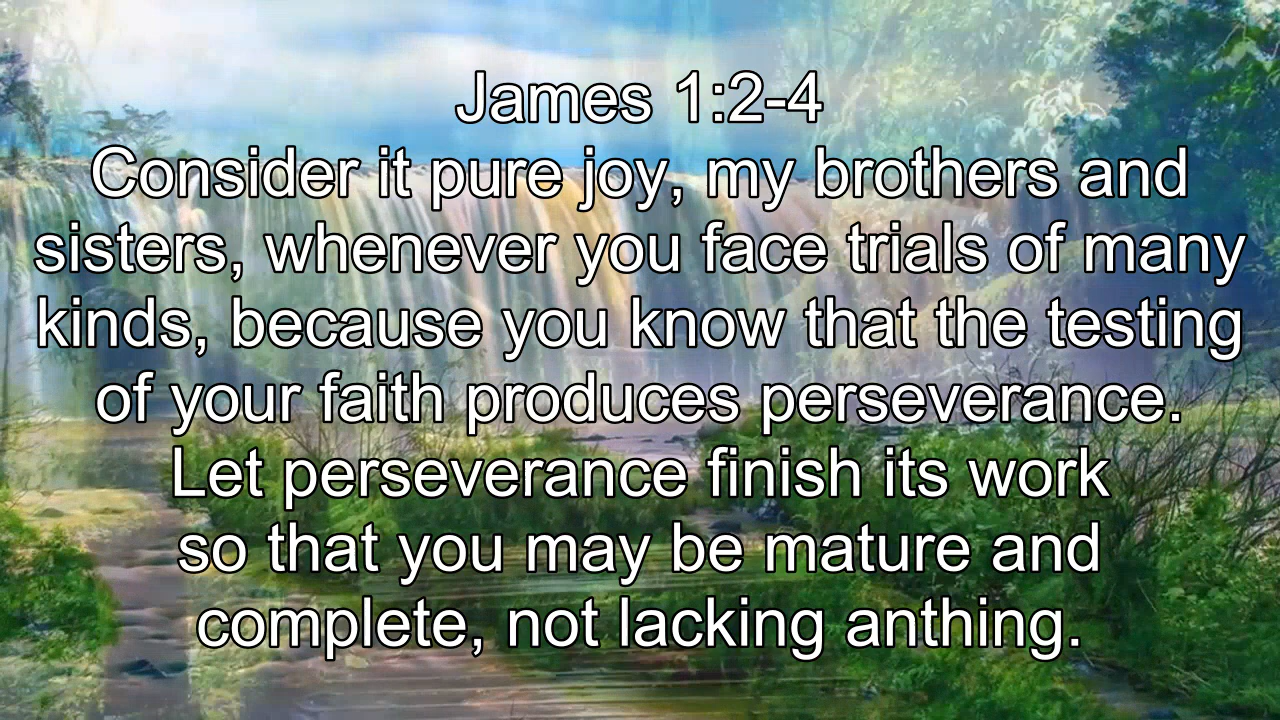 James 1:2-4
Consider it pure joy, my brothers and
sisters, whenever you face trials of many
kinds, because you know that the testing
of your faith produces perseverance.
Let perseverance finish its work
so that you may be mature and
complete, not lacking anthing.